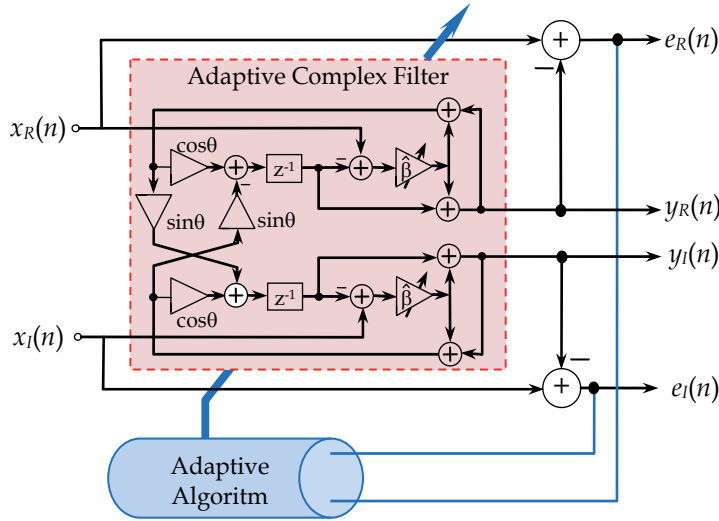 e_R(n)
Adaptive Complex Filter
+
−
x_R(n)
cosθ
+
−
z⁻¹
−
+
β̂
+
sinθ
sinθ
+
y_R(n)
+
y_I(n)
cosθ
+
z⁻¹
−
+
β̂
x_I(n)
+
−
+
e_I(n)
Adaptive
Algoritm